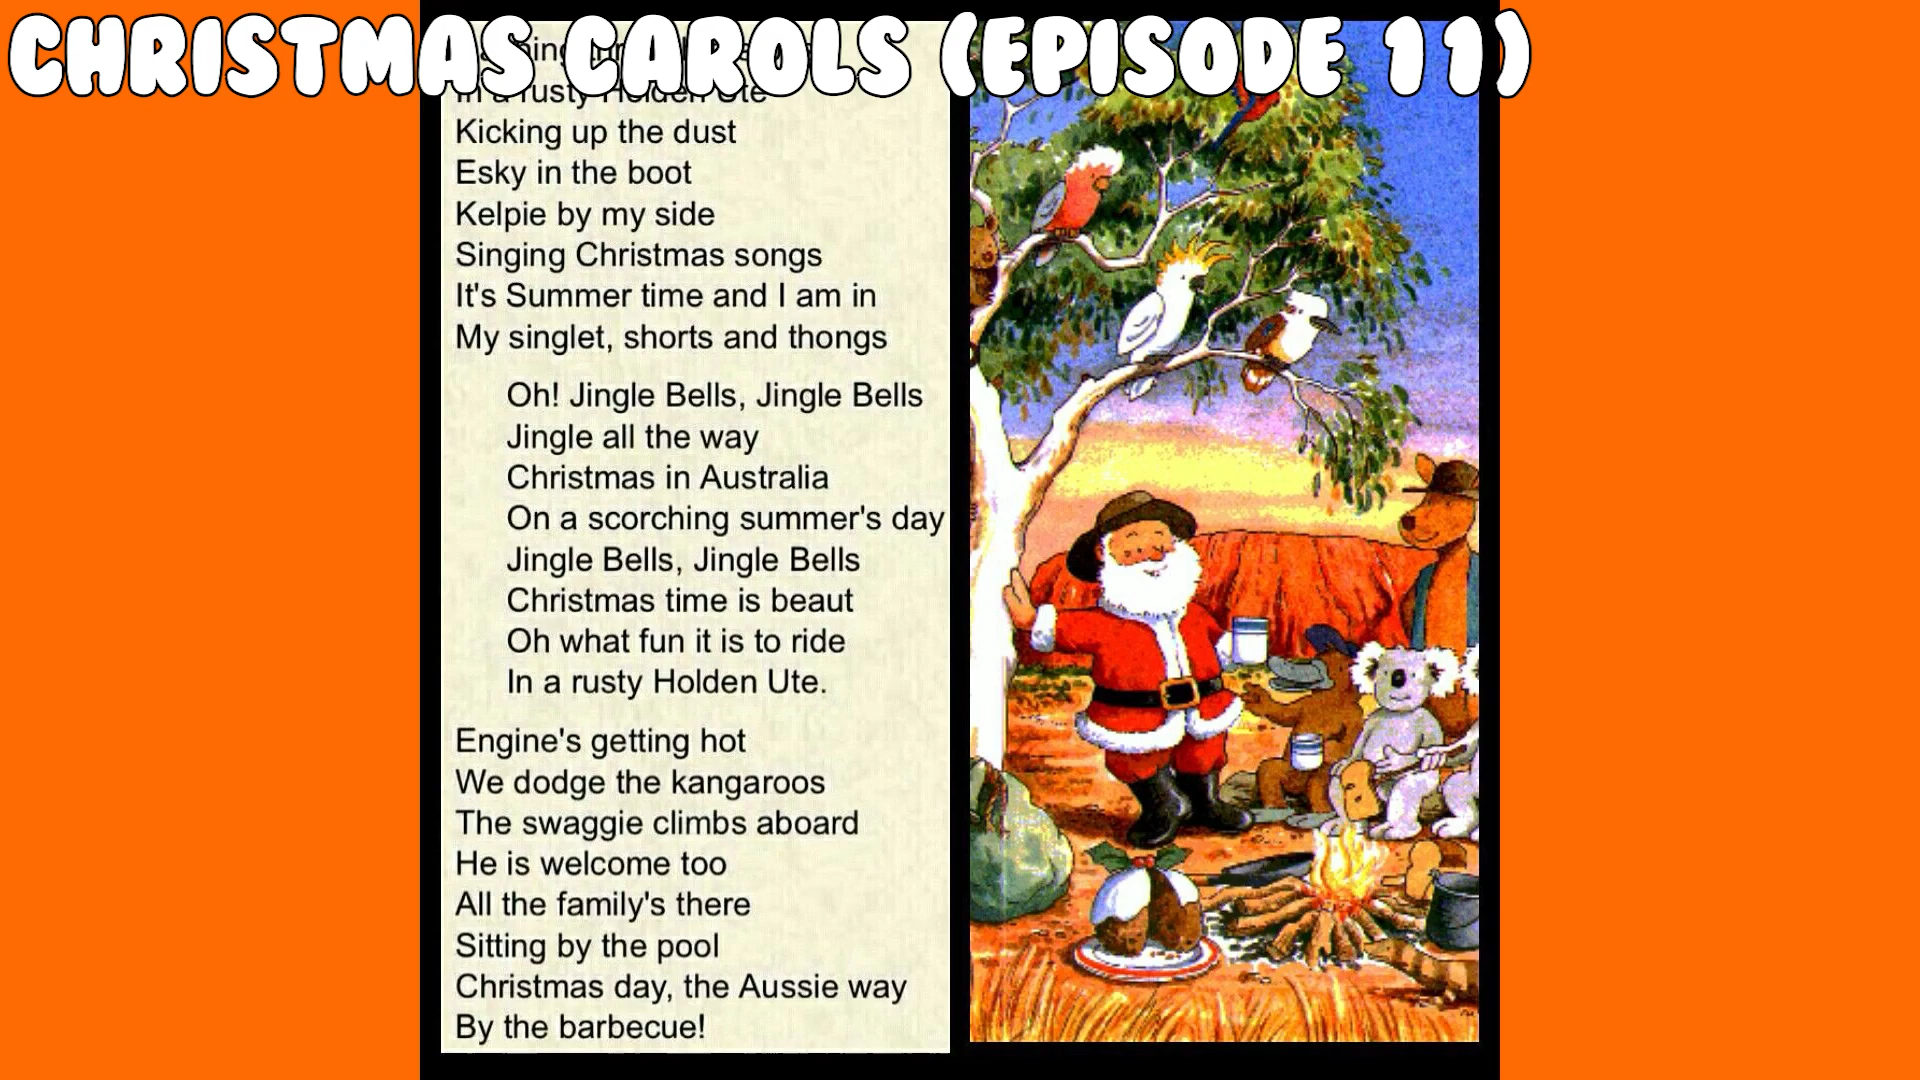 CHRISTMAS CAROLS (EPISODE 11)
In a rusty Holden Ute
Kicking up the dust
Esky in the boot
Kelpie by my side
Singing Christmas songs
It's Summer time and I am in
My singlet, shorts and thongs
Oh! Jingle Bells, Jingle Bells
Jingle all the way
Christmas in Australia
On a scorching summer's day
Jingle Bells, Jingle Bells
Christmas time is beaut
Oh what fun it is to ride
In a rusty Holden Ute.
Engine's getting hot
We dodge the kangaroos
The swaggie climbs aboard
He is welcome too
All the family's there
Sitting by the pool
Christmas day, the Aussie way
By the barbecue!